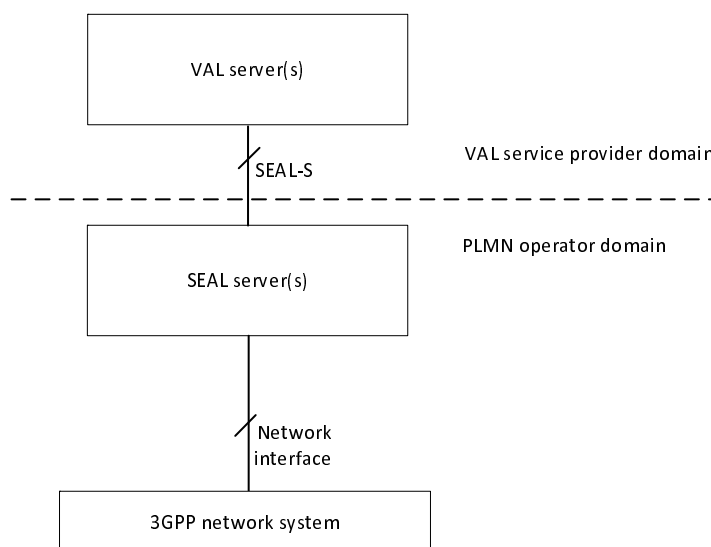 VAL server(s)
VAL service provider domain
SEAL-S
PLMN operator domain
SEAL server(s)
Network
interface
3GPP network system